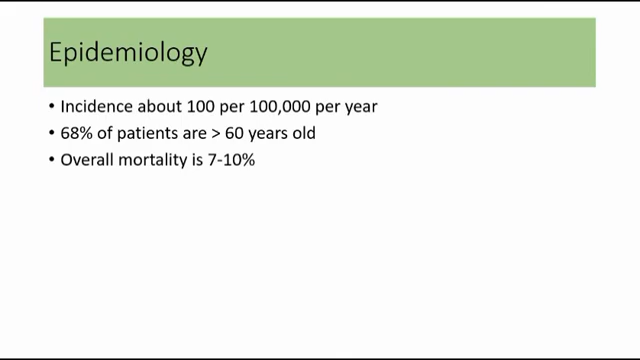 Epidemiology
• Incidence about 100 per 100,000 per year
• 68% of patients are > 60 years old
• Overall mortality is 7-10%